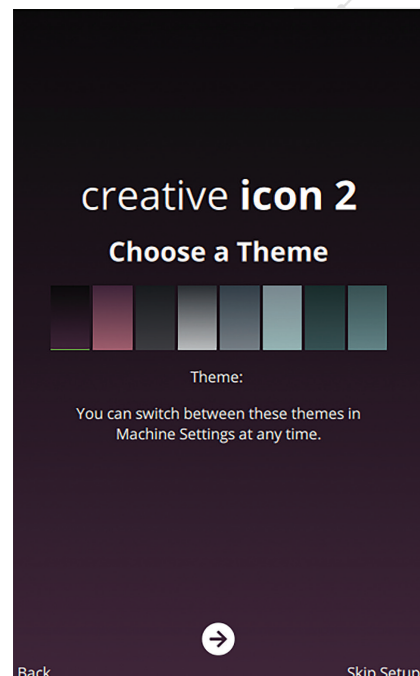 creative icon 2
Choose a Theme
Theme:
You can switch between these themes in
Machine Settings at any time.
Back
Skip Setup